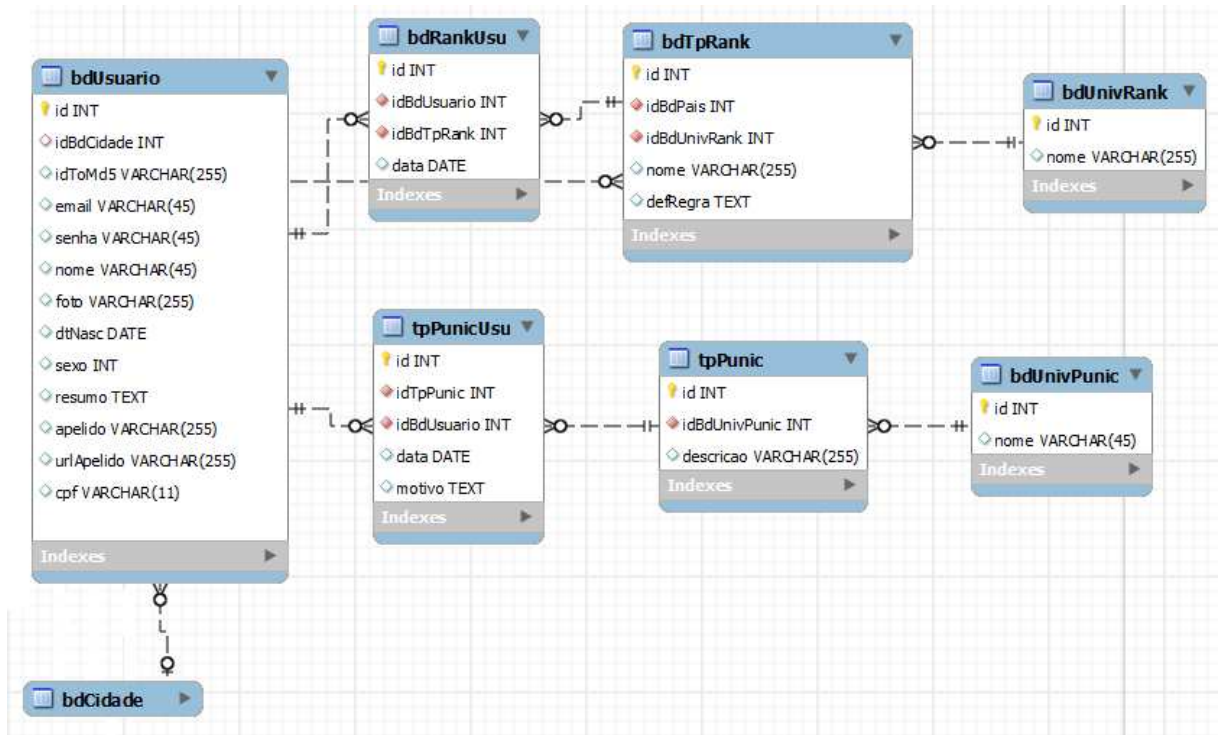 bdUsuario
id INT
idBdCidade INT
idToMd5 VARCHAR(255)
email VARCHAR(45)
senha VARCHAR(45)
nome VARCHAR(45)
foto VARCHAR(255)
dtNasc DATE
sexo INT
resumo TEXT
apelido VARCHAR(255)
urlApelido VARCHAR(255)
cpf VARCHAR(11)
Indexes
bdRankUsu
id INT
idBdUsuario INT
idBdTpRank INT
data DATE
Indexes
bdTpRank
id INT
idBdPais INT
idBdUnivRank INT
nome VARCHAR(255)
defRegra TEXT
Indexes
bdUnivRank
id INT
nome VARCHAR(255)
Indexes
tpPunicUsu
id INT
idTpPunic INT
idBdUsuario INT
data DATE
motivo TEXT
Indexes
tpPunic
id INT
idBdUnivPunic INT
descricao VARCHAR(255)
Indexes
bdUnivPunic
id INT
nome VARCHAR(45)
Indexes
bdCidade